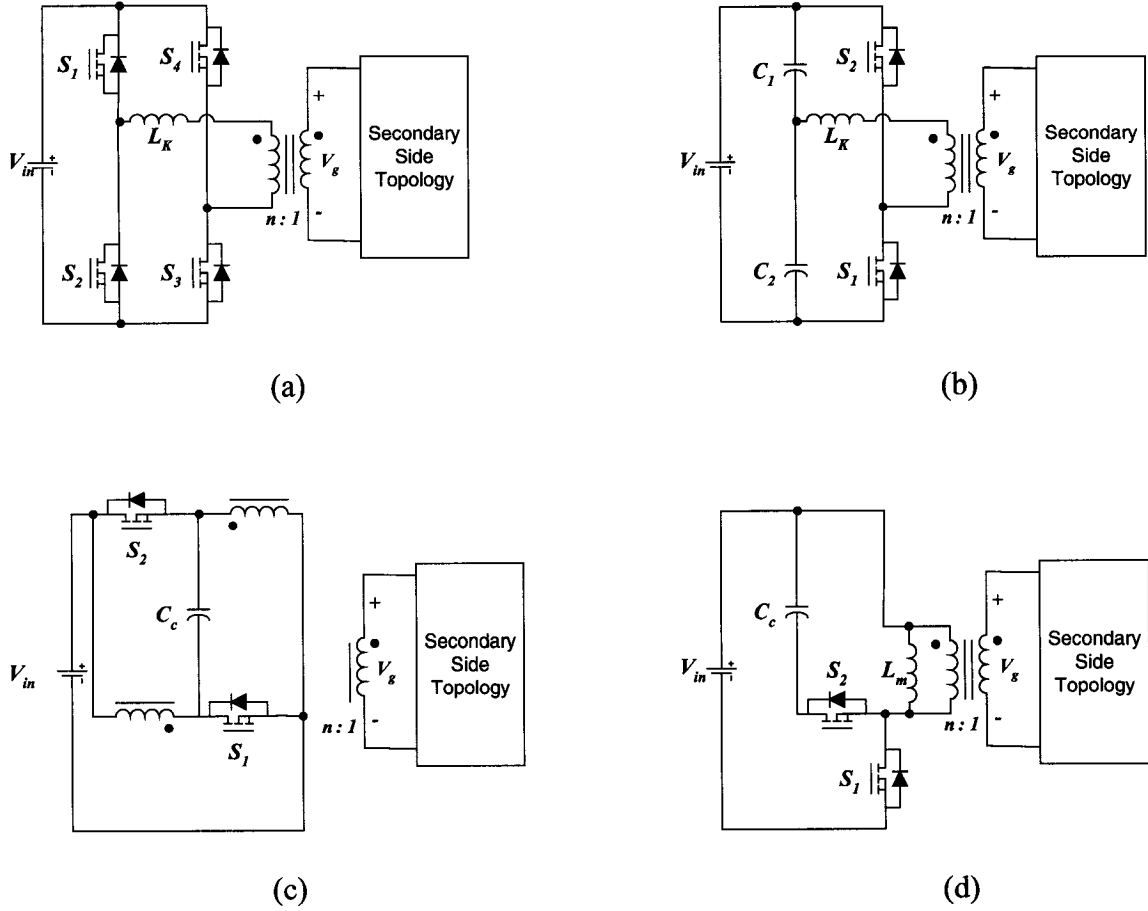 S1
S4
LK
Vin
+
+
Vg
-
n : 1
S2
S3
Secondary
Side
Topology
(a)
C1
S2
LK
Vin
+
+
Vg
-
n : 1
C2
S1
Secondary
Side
Topology
(b)
S2
Cc
Vin
+
+
Vg
-
n : 1
S1
Secondary
Side
Topology
(c)
Cc
Vin
+
S2
Lm
+
Vg
-
n : 1
S1
Secondary
Side
Topology
(d)